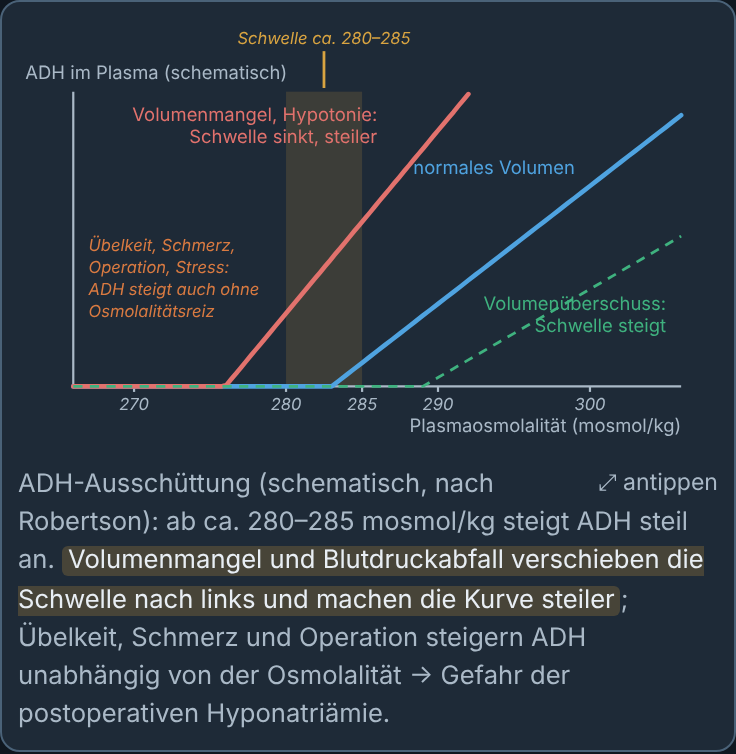 Schwelle ca. 280–285
ADH im Plasma (schematisch)
Volumenmangel, Hypotonie:
Schwelle sinkt, steiler
normales Volumen
Übelkeit, Schmerz,
Operation, Stress:
ADH steigt auch ohne
Osmolalitätsreiz
Volumenüberschuss:
Schwelle steigt
270 280 285 290 300
Plasmaosmolalität (mosmol/kg)
⤢ antippen
ADH-Ausschüttung (schematisch, nach
Robertson): ab ca. 280–285 mosmol/kg steigt ADH steil
an. Volumenmangel und Blutdruckabfall verschieben die
Schwelle nach links und machen die Kurve steiler;
Übelkeit, Schmerz und Operation steigern ADH
unabhängig von der Osmolalität → Gefahr der
postoperativen Hyponatriämie.